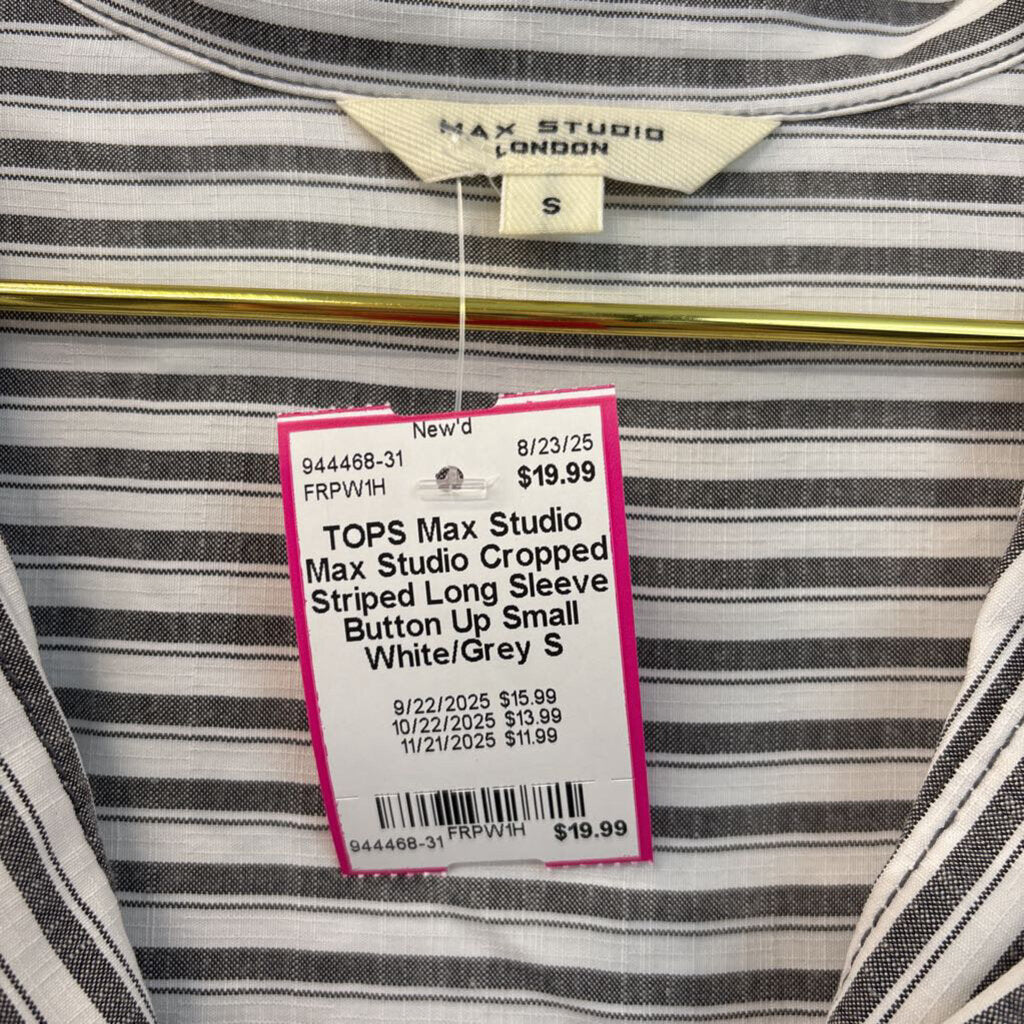 MAX STUDIO
LONDON
S
New'd
944468-31
8/23/25
FRPW1H
$19.99
TOPS Max Studio
Max Studio Cropped
Striped Long Sleeve
Button Up Small
White/Grey S
9/22/2025 $15.99
10/22/2025 $13.99
11/21/2025 $11.99
944468-31 FRPW1H $19.99